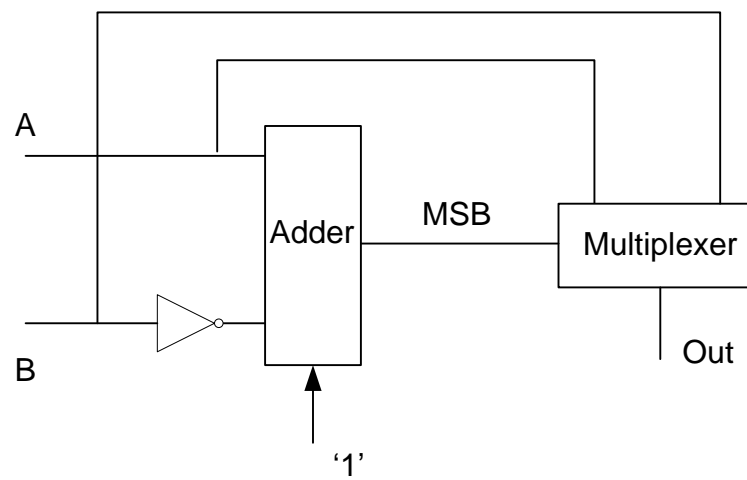 A
Adder
MSB
Multiplexer
B
Out
‘1’